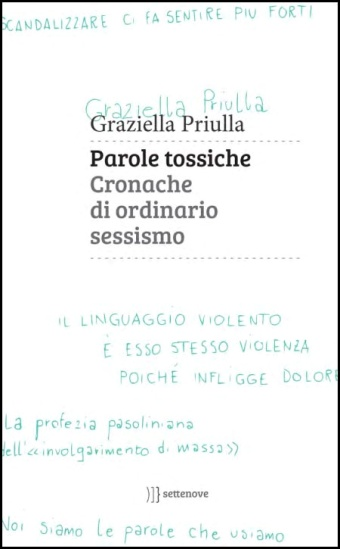 SCANDALIZZARE CI FA SENTIRE PIÙ FORTI
Graziella Priulla
Graziella Priulla
Parole tossiche
Cronache
di ordinario
sessismo
IL LINGUAGGIO VIOLENTO
È ESSO STESSO VIOLENZA
POICHÉ INFLIGGE DOLORE
La profezia pasoliniana
dell'«involgarimento di massa»
)]} settenove
Noi siamo le parole che usiamo